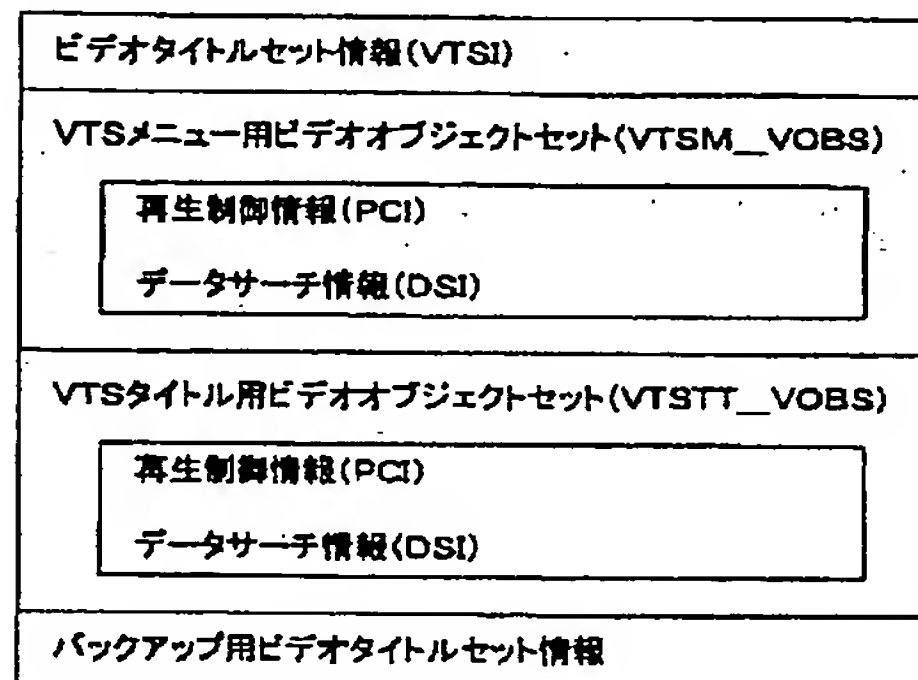 ビデオタイトルセット情報(VTSI)
VTSメニュー用ビデオオブジェクトセット(VTSM__VOBS)
再生制御情報(PCI)
データサーチ情報(DSI)
VTSタイトル用ビデオオブジェクトセット(VTSTT__VOBS)
再生制御情報(PCI)
データサーチ情報(DSI)
バックアップ用ビデオタイトルセット情報